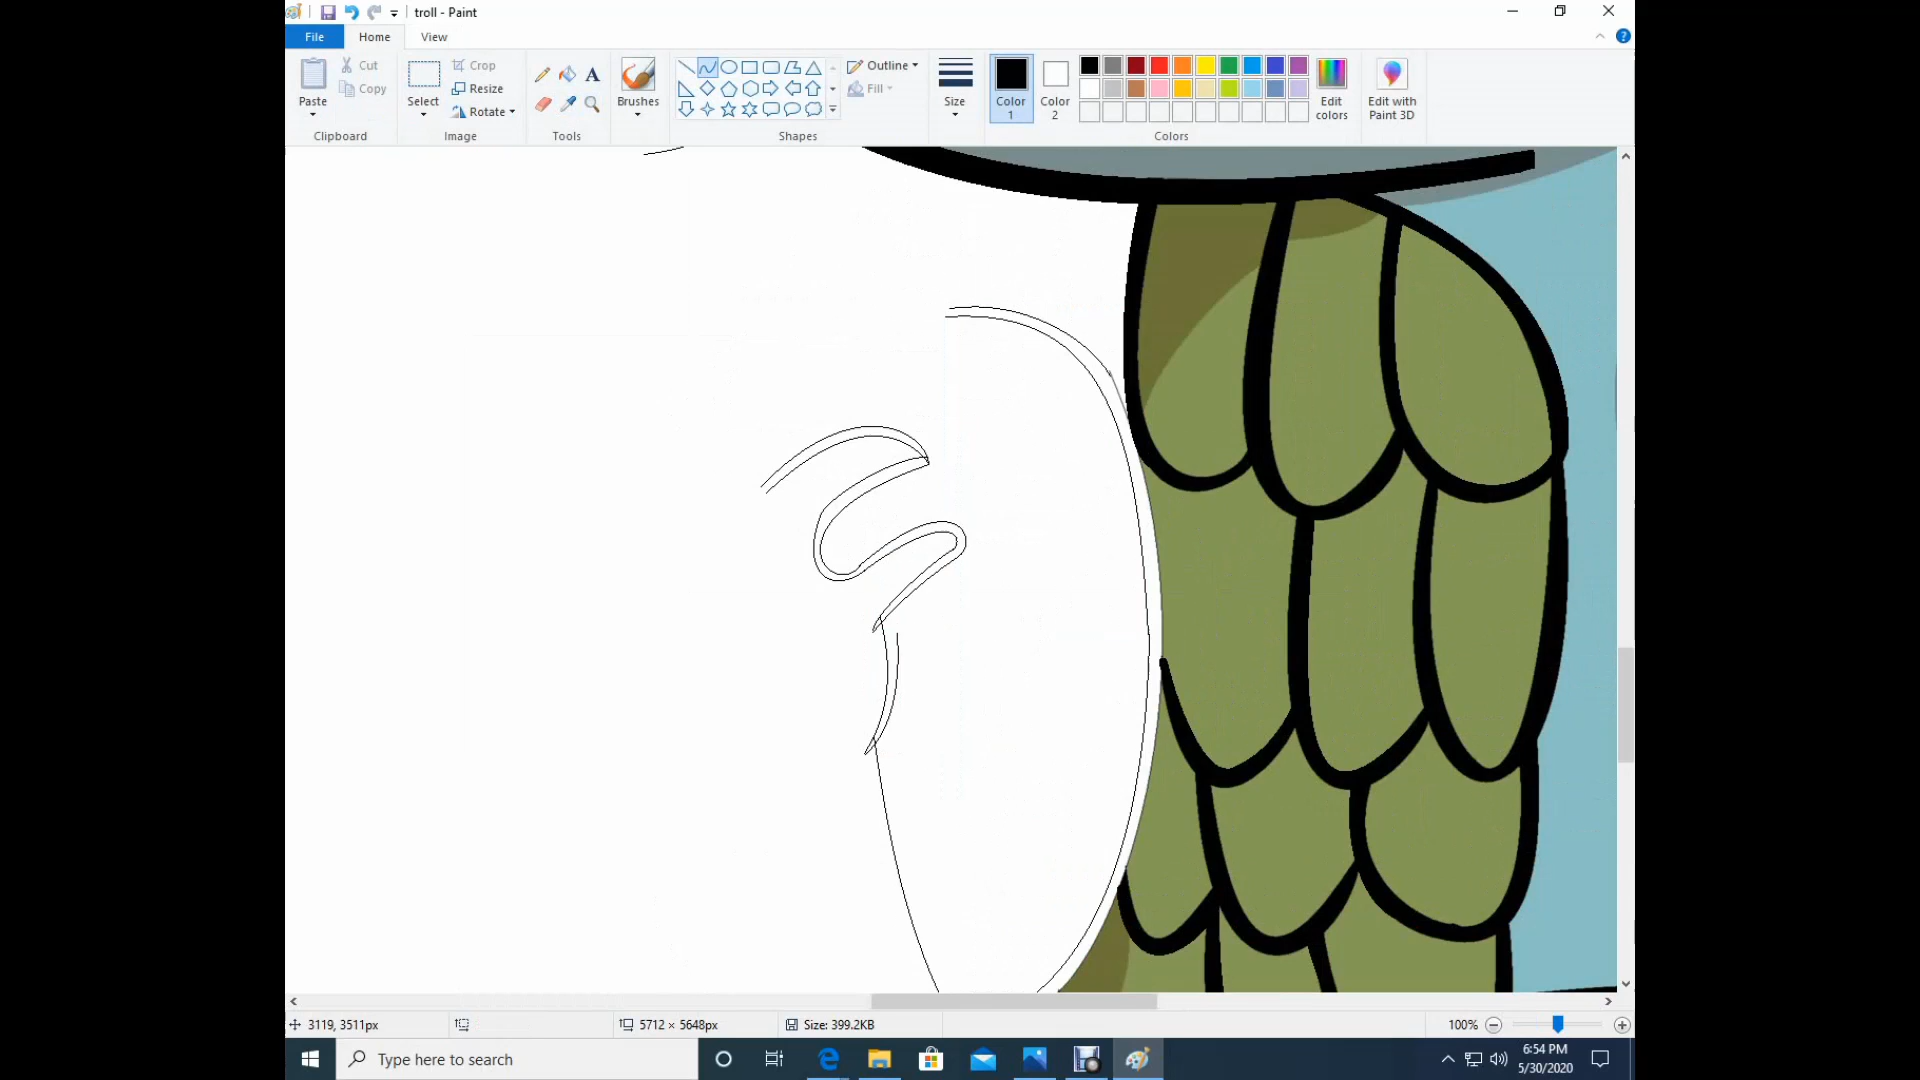 troll - Paint
File Home View
Paste
Cut
Copy
Clipboard
Select
Crop
Resize
Rotate
Image
A
Tools
Brushes
Outline
Fill
Shapes
Size
Color 1
Color 2
Edit colors
Colors
Edit with Paint 3D
3119, 3511px
5712 × 5648px
Size: 399.2KB
100%
Type here to search
6:54 PM
5/30/2020